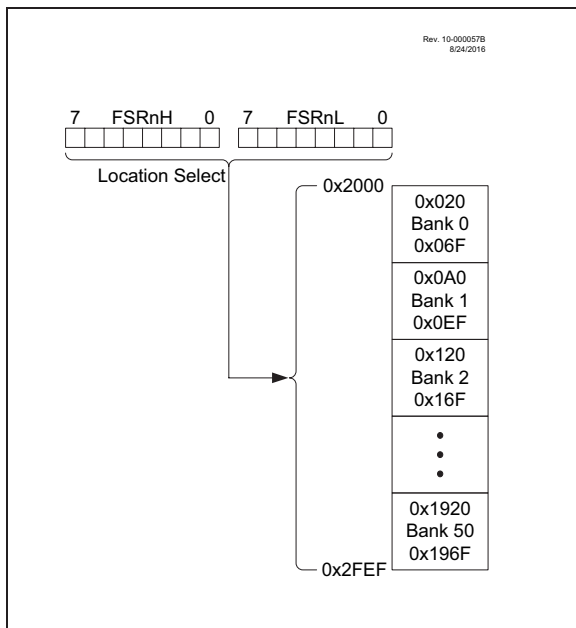 Rev. 10-000057B
8/24/2016
7 FSRnH 0 7 FSRnL 0
Location Select
0x2000
0x020
Bank 0
0x06F
0x0A0
Bank 1
0x0EF
0x120
Bank 2
0x16F
0x1920
Bank 50
0x196F
0x2FEF